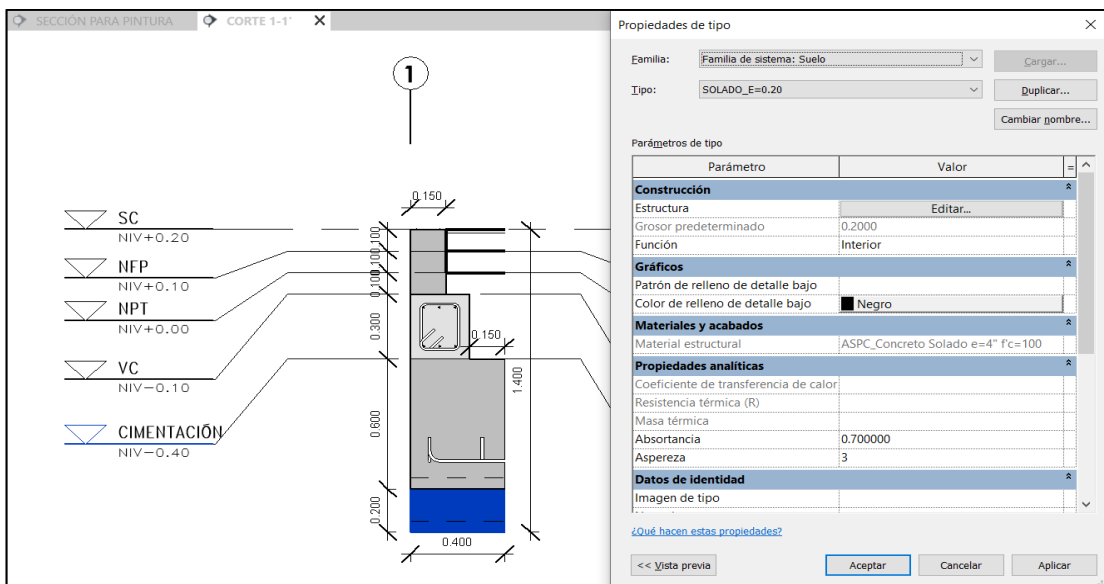 SECCIÓN PARA PINTURA
CORTE 1-1'
1
0.150
SC
NIV+0.20
NFP
NIV+0.10
NPT
NIV+0.00
VC
NIV-0.10
CIMENTACIÓN
NIV-0.40
0.100
0.100
0.100
0.300
0.150
1.400
0.600
0.200
0.400
Propiedades de tipo
Familia: Familia de sistema: Suelo Cargar...
Tipo: SOLADO_E=0.20 Duplicar...
Cambiar nombre...
Parámetros de tipo
Parámetro Valor =
Construcción
Estructura Editar...
Grosor predeterminado 0.2000
Función Interior
Gráficos
Patrón de relleno de detalle bajo
Color de relleno de detalle bajo Negro
Materiales y acabados
Material estructural ASPC_Concreto Solado e=4" f'c=100
Propiedades analíticas
Coeficiente de transferencia de calor
Resistencia térmica (R)
Masa térmica
Absortancia 0.700000
Aspereza 3
Datos de identidad
Imagen de tipo
¿Qué hacen estas propiedades?
<< Vista previa Aceptar Cancelar Aplicar